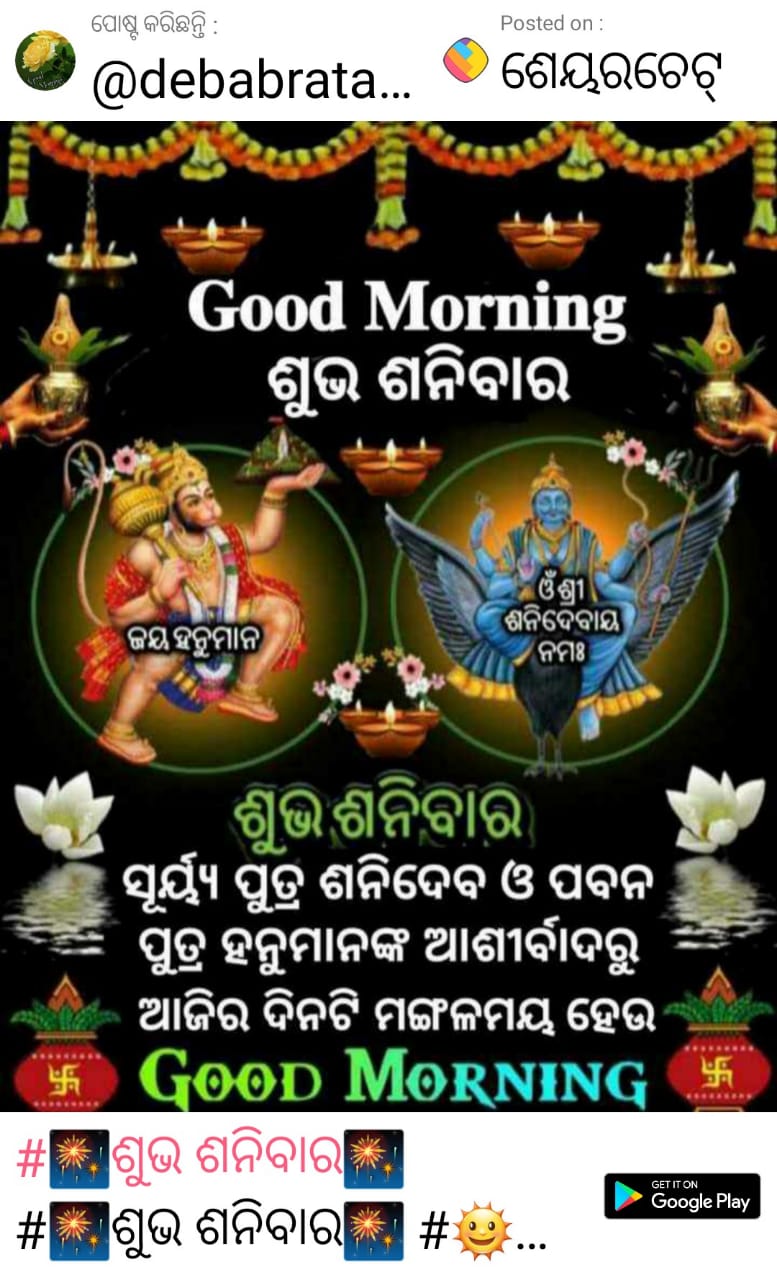 ପୋଷ୍ଟ କରିଛନ୍ତି :
@debabrata...
Posted on :
ଶେୟରଚେଟ୍
Good Morning
ଶୁଭ ଶନିବାର
ଜୟ ହନୁମାନ
ଓଁ ଶ୍ରୀ
ଶନିଦେବାୟ
ନମଃ
ଶୁଭ ଶନିବାର
ସୂର୍ଯ୍ୟ ପୁତ୍ର ଶନିଦେବ ଓ ପବନ
ପୁତ୍ର ହନୁମାନଙ୍କ ଆଶୀର୍ବାଦରୁ
ଆଜିର ଦିନଟି ମଙ୍ଗଳମୟ ହେଉ
GOOD MORNING
#🎆ଶୁଭ ଶନିବାର🎆
#🎆ଶୁଭ ଶନିବାର🎆 #🌞...
GET IT ON
Google Play